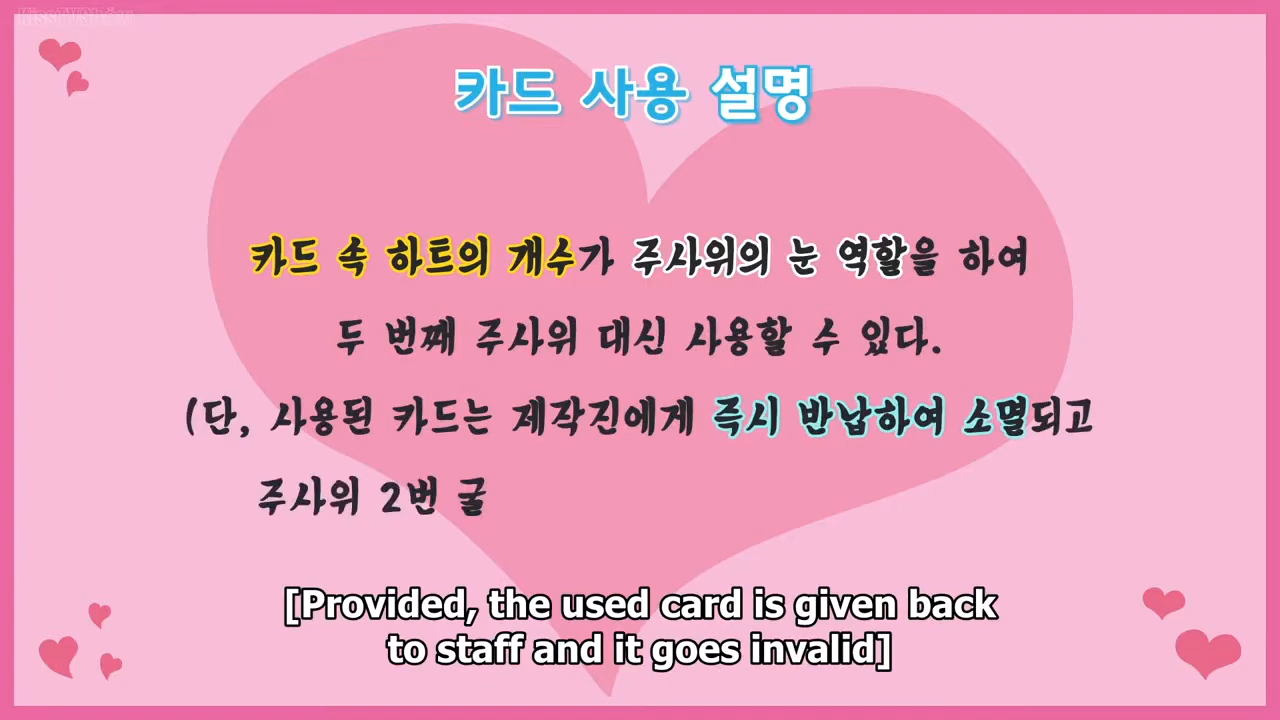 카드 사용 설명
카드 속 하트의 개수가 주사위의 눈 역할을 하여
두 번째 주사위 대신 사용할 수 있다.
(단, 사용된 카드는 제작진에게 즉시 반납하여 소멸되고
주사위 2번 굴
[Provided, the used card is given back
to staff and it goes invalid]